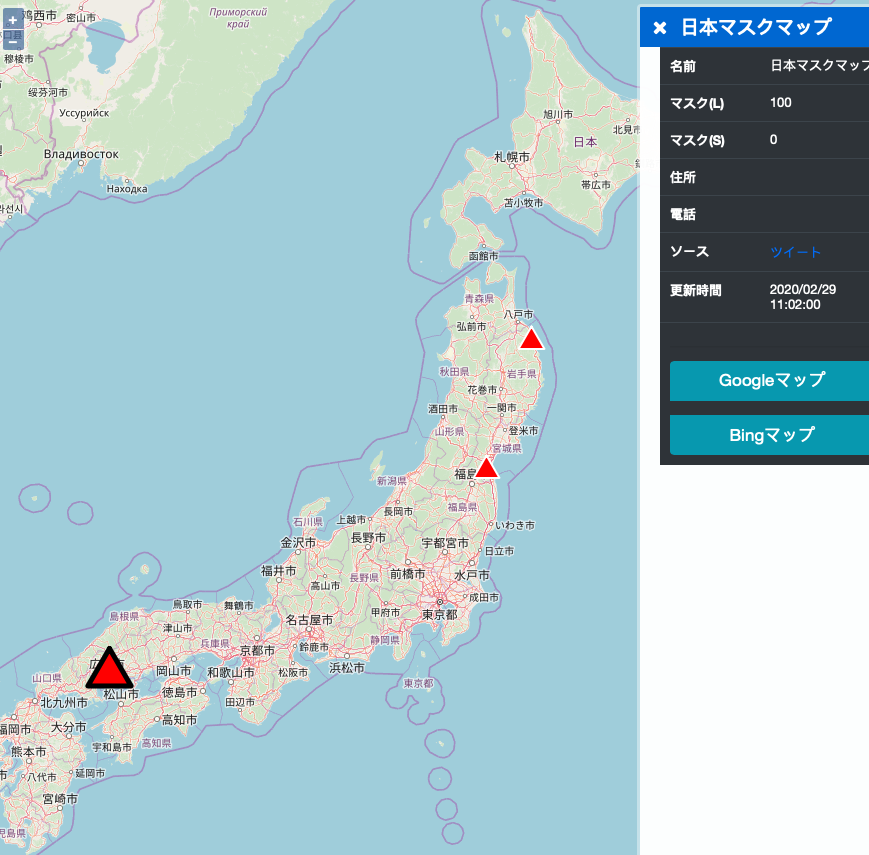 +
−
Приморский
край
鸡西市
密山市
穆棱市
绥芬河市
Уссурийск
Владивосток
Находка
라선시
旭川市
北見市
日本
札幌市
帯広市
苫小牧市
函館市
青森県
八戸市
弘前市
秋田県
岩手県
花巻市
酒田市
一関市
山形県
登米市
宮城県
福島
新潟県
福島県
長岡市
石川県
上越市
いわき市
金沢市
長野市
宇都宮市
日立市
福井市
長野県
前橋市
水戸市
高山市
成田市
鳥取市
舞鶴市
甲府市
東京都
島根県
名古屋市
津山市
兵庫県
京都市
鈴鹿市
静岡県
広
岡山市
和歌山市
松阪市
浜松市
山口県
東京都
松山市
徳島市
北九州市
田辺市
高知市
福岡市
大分市
高知県
宇和島市
熊本市
八代市
延岡市
宮崎市
児島県
× 日本マスクマップ
名前 日本マスクマップ
マスク(L) 100
マスク(S) 0
住所
電話
ソース ツイート
更新時間 2020/02/29
11:02:00
Googleマップ
Bingマップ